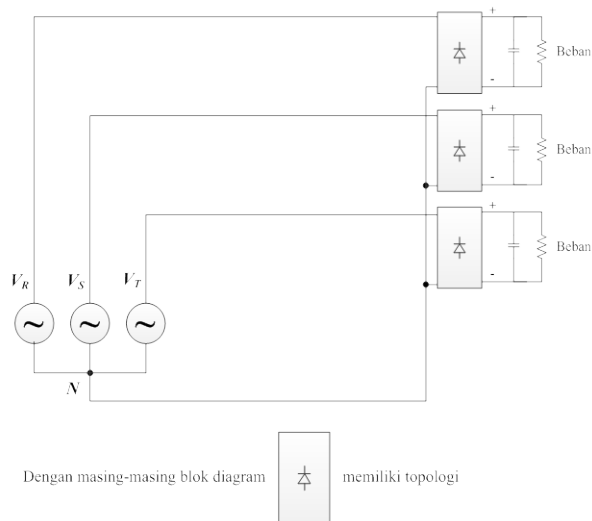 +
-
Beban
+
-
Beban
+
-
Beban
V_R V_S V_T
N
Dengan masing-masing blok diagram memiliki topologi